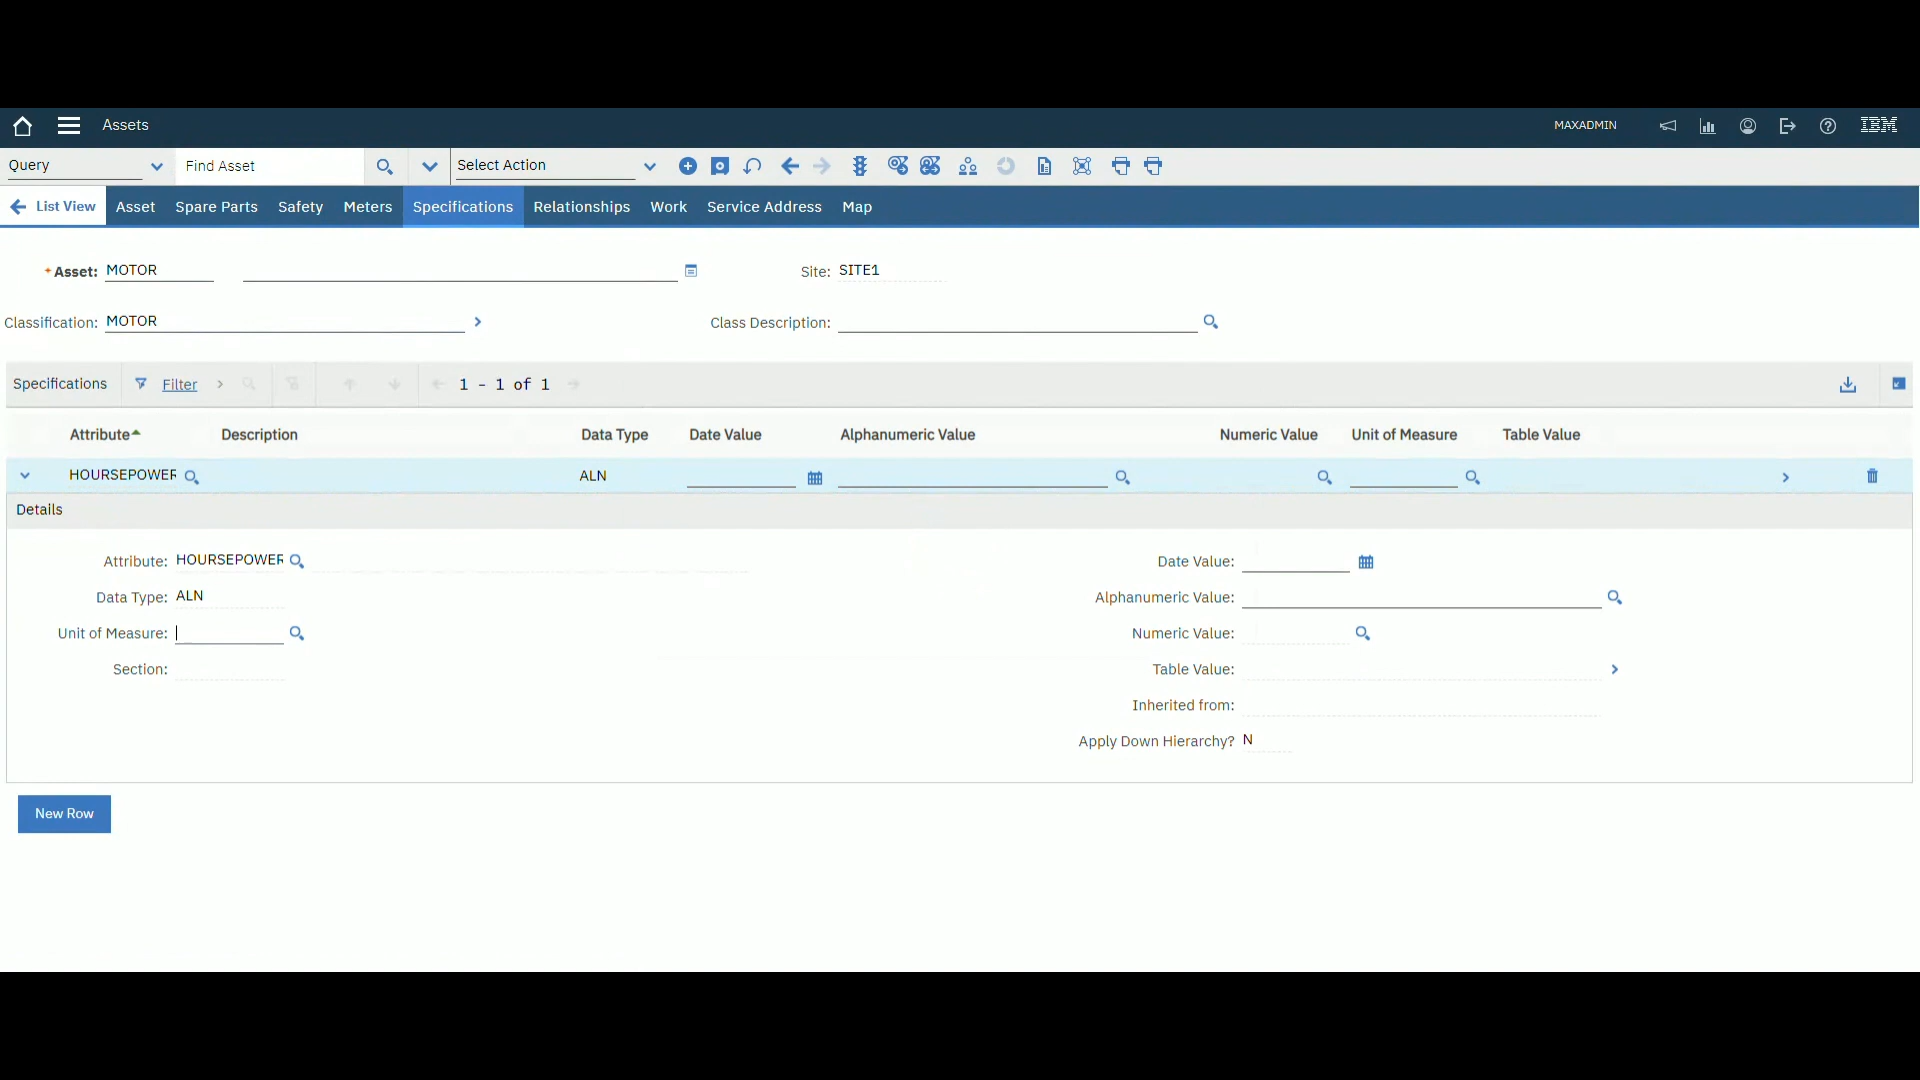 Assets MAXADMIN IBM
Query Find Asset Select Action
List View Asset Spare Parts Safety Meters Specifications Relationships Work Service Address Map
* Asset: MOTOR Site: SITE1
Classification: MOTOR Class Description:
Specifications Filter 1 - 1 of 1
Attribute Description Data Type Date Value Alphanumeric Value Numeric Value Unit of Measure Table Value
HOURSEPOWER ALN
Details
Attribute: HOURSEPOWER Date Value:
Data Type: ALN Alphanumeric Value:
Unit of Measure: Numeric Value:
Section: Table Value:
Inherited from:
Apply Down Hierarchy? N
New Row